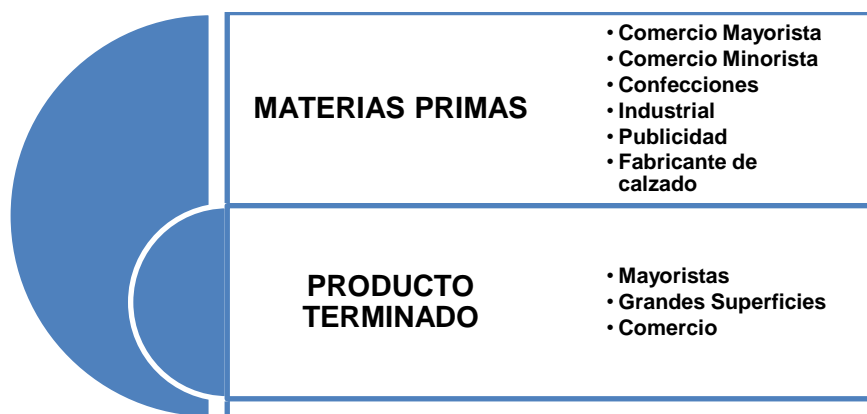 MATERIAS PRIMAS
• Comercio Mayorista
• Comercio Minorista
• Confecciones
• Industrial
• Publicidad
• Fabricante de
calzado
PRODUCTO
TERMINADO
• Mayoristas
• Grandes Superficies
• Comercio